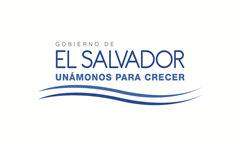 GOBIERNO DE
EL SALVADOR
UNÁMONOS PARA CRECER